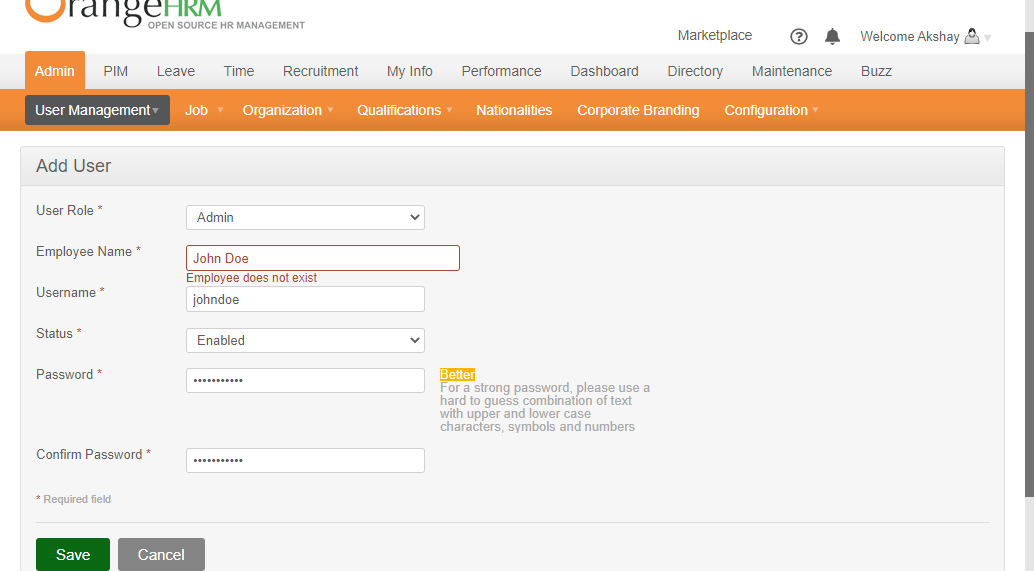 OrangeHRM
OPEN SOURCE HR MANAGEMENT
Marketplace ? Welcome Akshay
Admin PIM Leave Time Recruitment My Info Performance Dashboard Directory Maintenance Buzz
User Management Job Organization Qualifications Nationalities Corporate Branding Configuration
Add User
User Role * Admin
Employee Name * John Doe
Employee does not exist
Username * johndoe
Status * Enabled
Password * •••••••••••
Better
For a strong password, please use a
hard to guess combination of text
with upper and lower case
characters, symbols and numbers
Confirm Password * •••••••••••
* Required field
Save Cancel